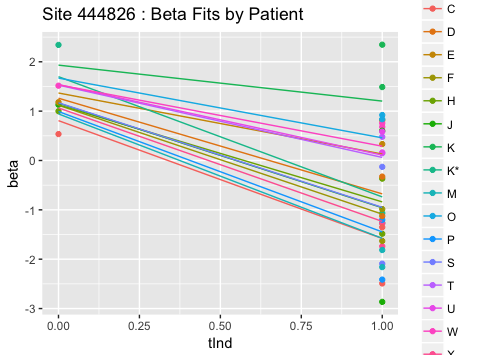 Site 444826 : Beta Fits by Patient
beta
2
1
0
-1
-2
-3
0.00
0.25
0.50
0.75
1.00
tInd
C
D
E
F
H
J
K
K*
M
O
P
S
T
U
W